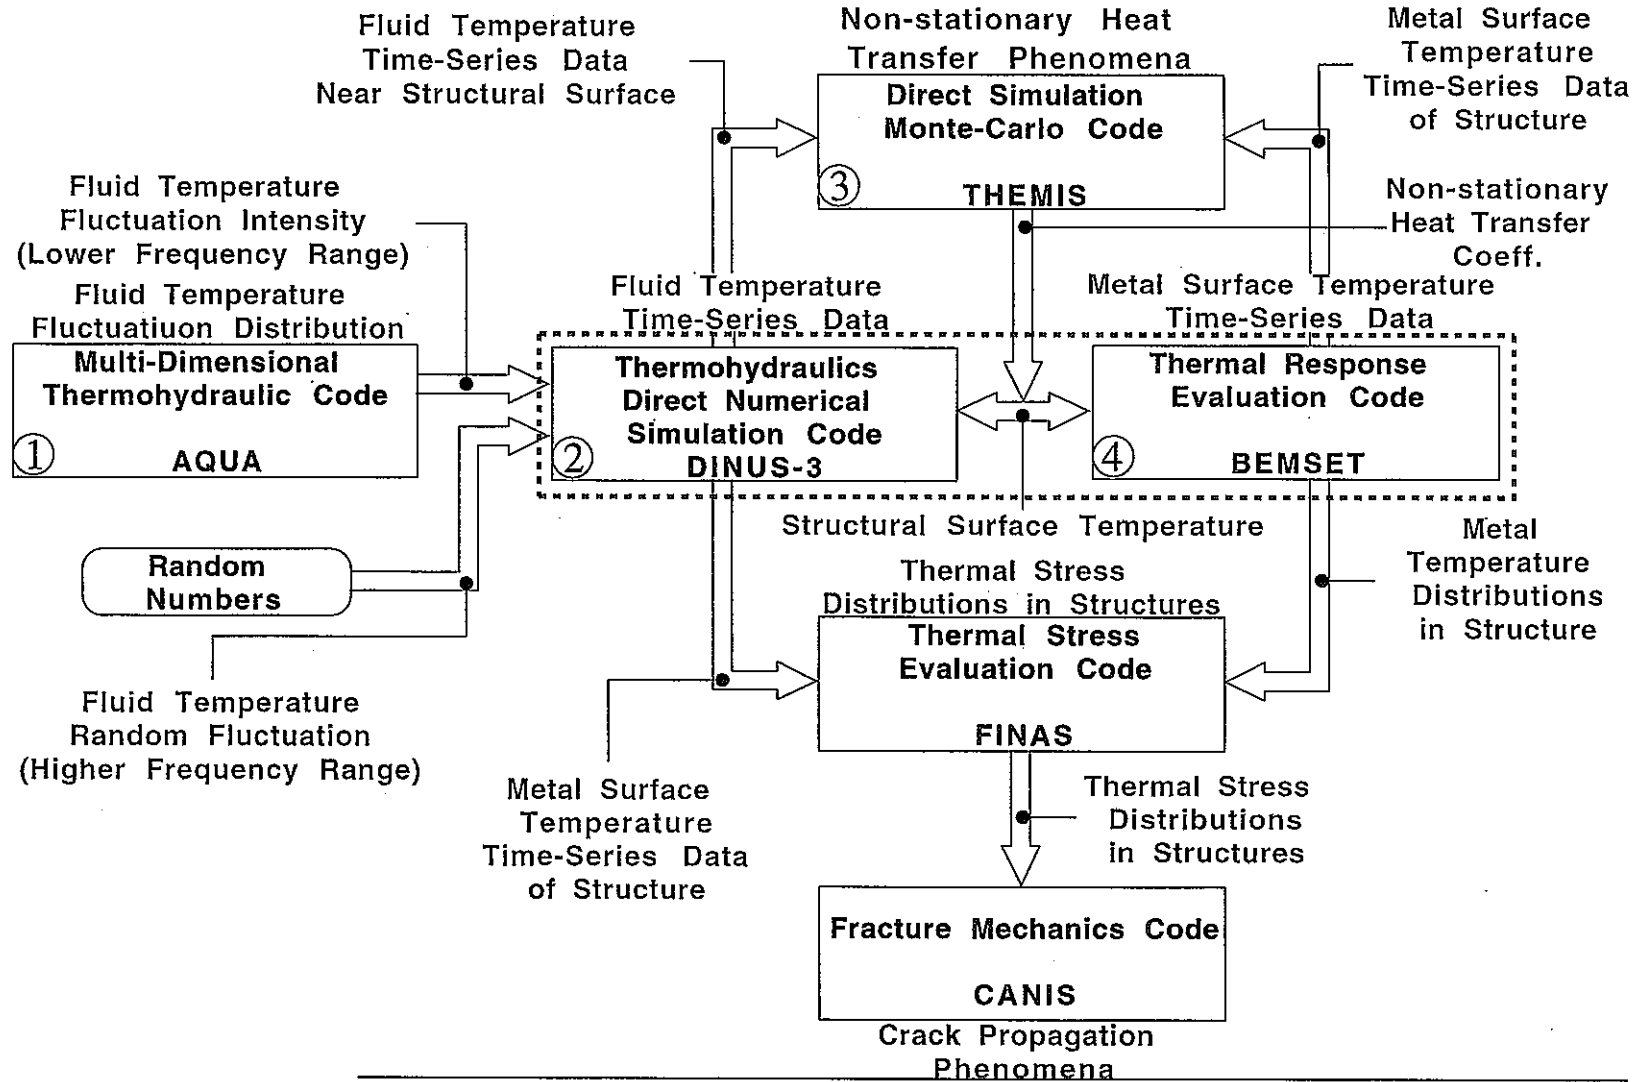 Fluid Temperature
Time-Series Data
Near Structural Surface
Non-stationary Heat
Transfer Phenomena
Metal Surface
Temperature
Time-Series Data
of Structure
Direct Simulation
Monte-Carlo Code
③
THEMIS
Fluid Temperature
Fluctuation Intensity
(Lower Frequency Range)
Non-stationary
Heat Transfer
Coeff.
Fluid Temperature
Fluctuatiuon Distribution
Fluid Temperature
Time-Series Data
Metal Surface Temperature
Time-Series Data
Multi-Dimensional
Thermohydraulic Code
①
AQUA
Thermohydraulics
Direct Numerical
Simulation Code
②
DINUS-3
Thermal Response
Evaluation Code
④
BEMSET
Structural Surface Temperature
Random
Numbers
Metal
Temperature
Distributions
in Structure
Thermal Stress
Distributions in Structures
Thermal Stress
Evaluation Code
FINAS
Fluid Temperature
Random Fluctuation
(Higher Frequency Range)
Metal Surface
Temperature
Time-Series Data
of Structure
Thermal Stress
Distributions
in Structures
Fracture Mechanics Code
CANIS
Crack Propagation
Phenomena